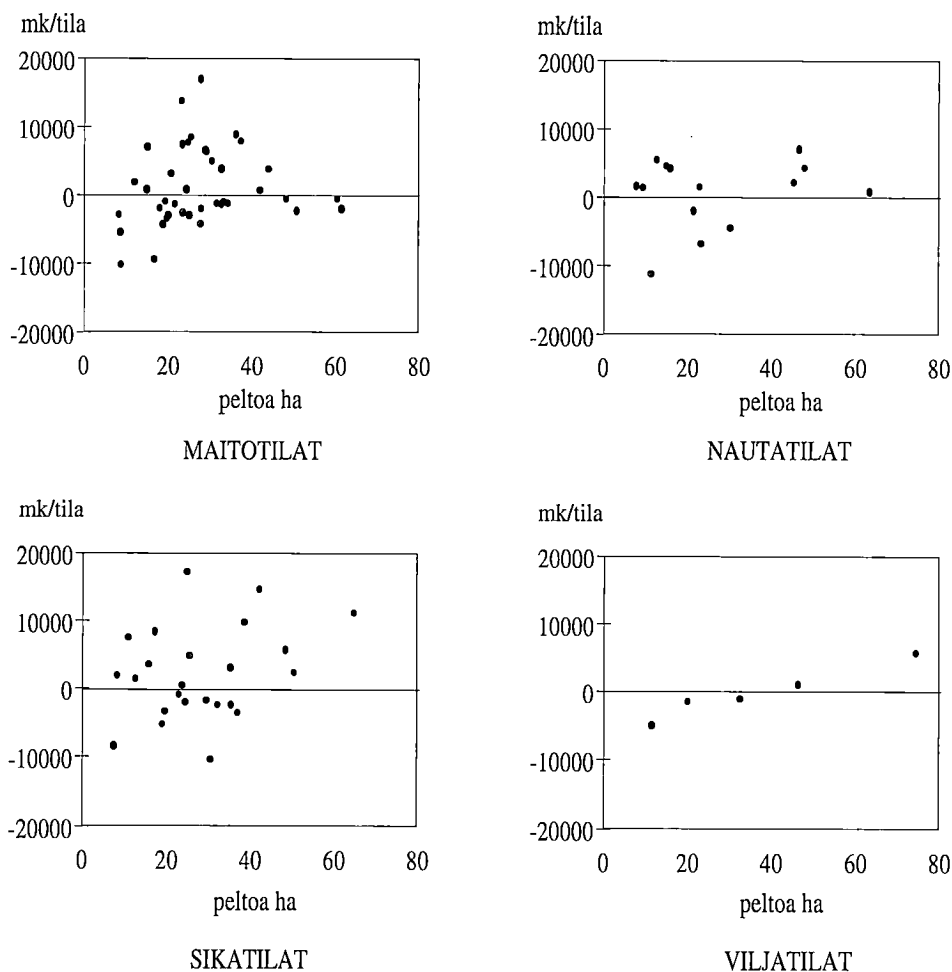 mk/tila
20000
10000
0
-10000
-20000
0 20 40 60 80
peltoa ha
MAITOTILAT
mk/tila
20000
10000
0
-10000
-20000
0 20 40 60 80
peltoa ha
NAUTATILAT
mk/tila
20000
10000
0
-10000
-20000
0 20 40 60 80
peltoa ha
SIKATILAT
mk/tila
20000
10000
0
-10000
-20000
0 20 40 60 80
peltoa ha
VILJATILAT